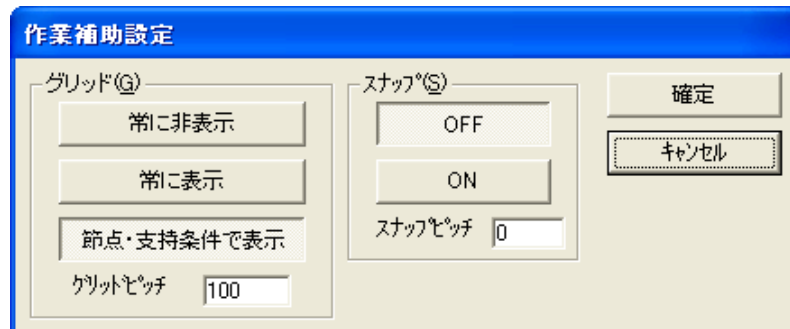 作業補助設定
グリッド(G)
常に非表示
常に表示
節点・支持条件で表示
グリッドピッチ 100
スナップ(S)
OFF
ON
スナップピッチ 0
確定
キャンセル